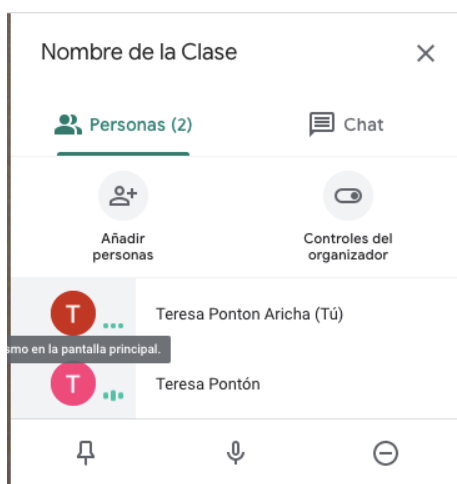 Nombre de la Clase
Personas (2)
Chat
Añadir
personas
Controles del
organizador
T
Teresa Ponton Aricha (Tú)
smo en la pantalla principal.
T
Teresa Pontón